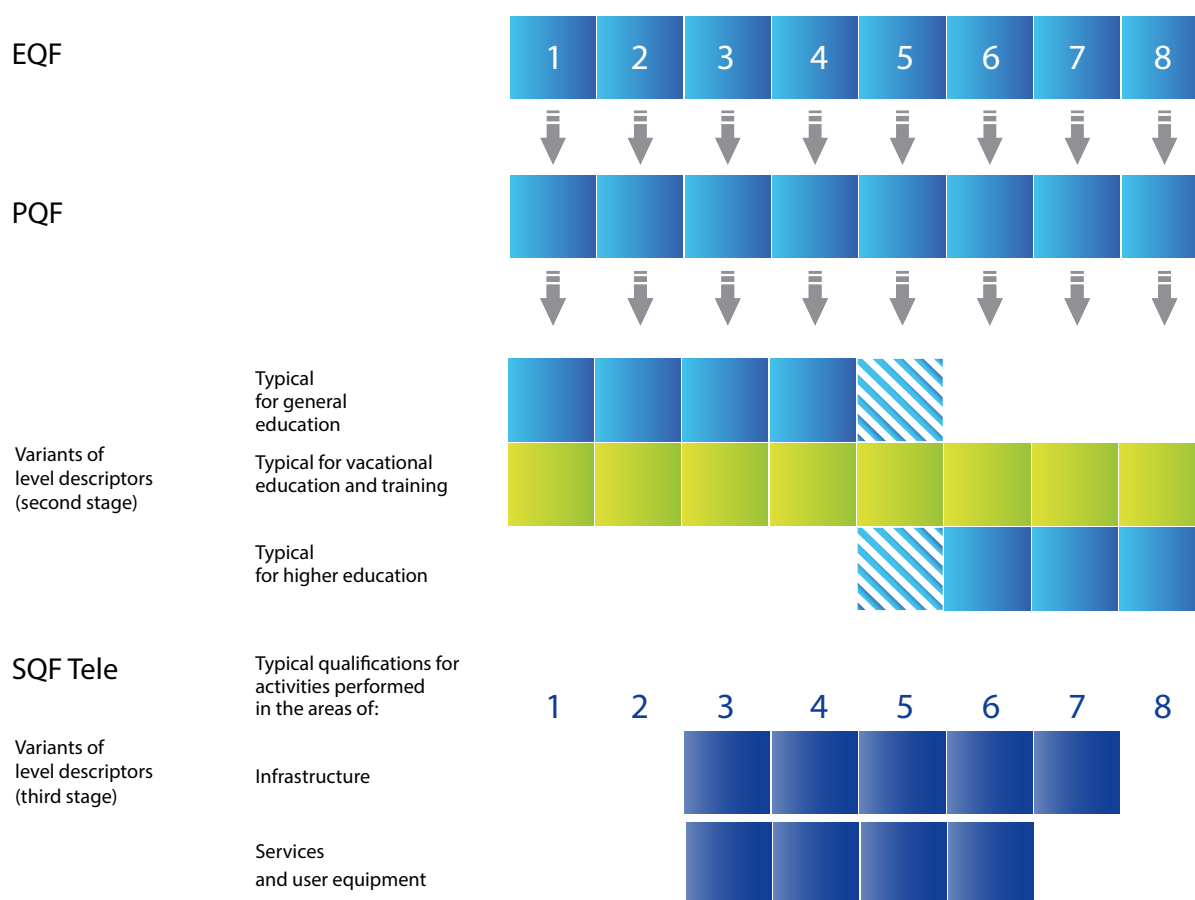 EQF
1 2 3 4 5 6 7 8
PQF
Typical
for general
education
Variants of
level descriptors
(second stage)
Typical for vacational
education and training
Typical
for higher education
SQF Tele
Typical qualifications for
activities performed
in the areas of:
1 2 3 4 5 6 7 8
Variants of
level descriptors
(third stage)
Infrastructure
Services
and user equipment